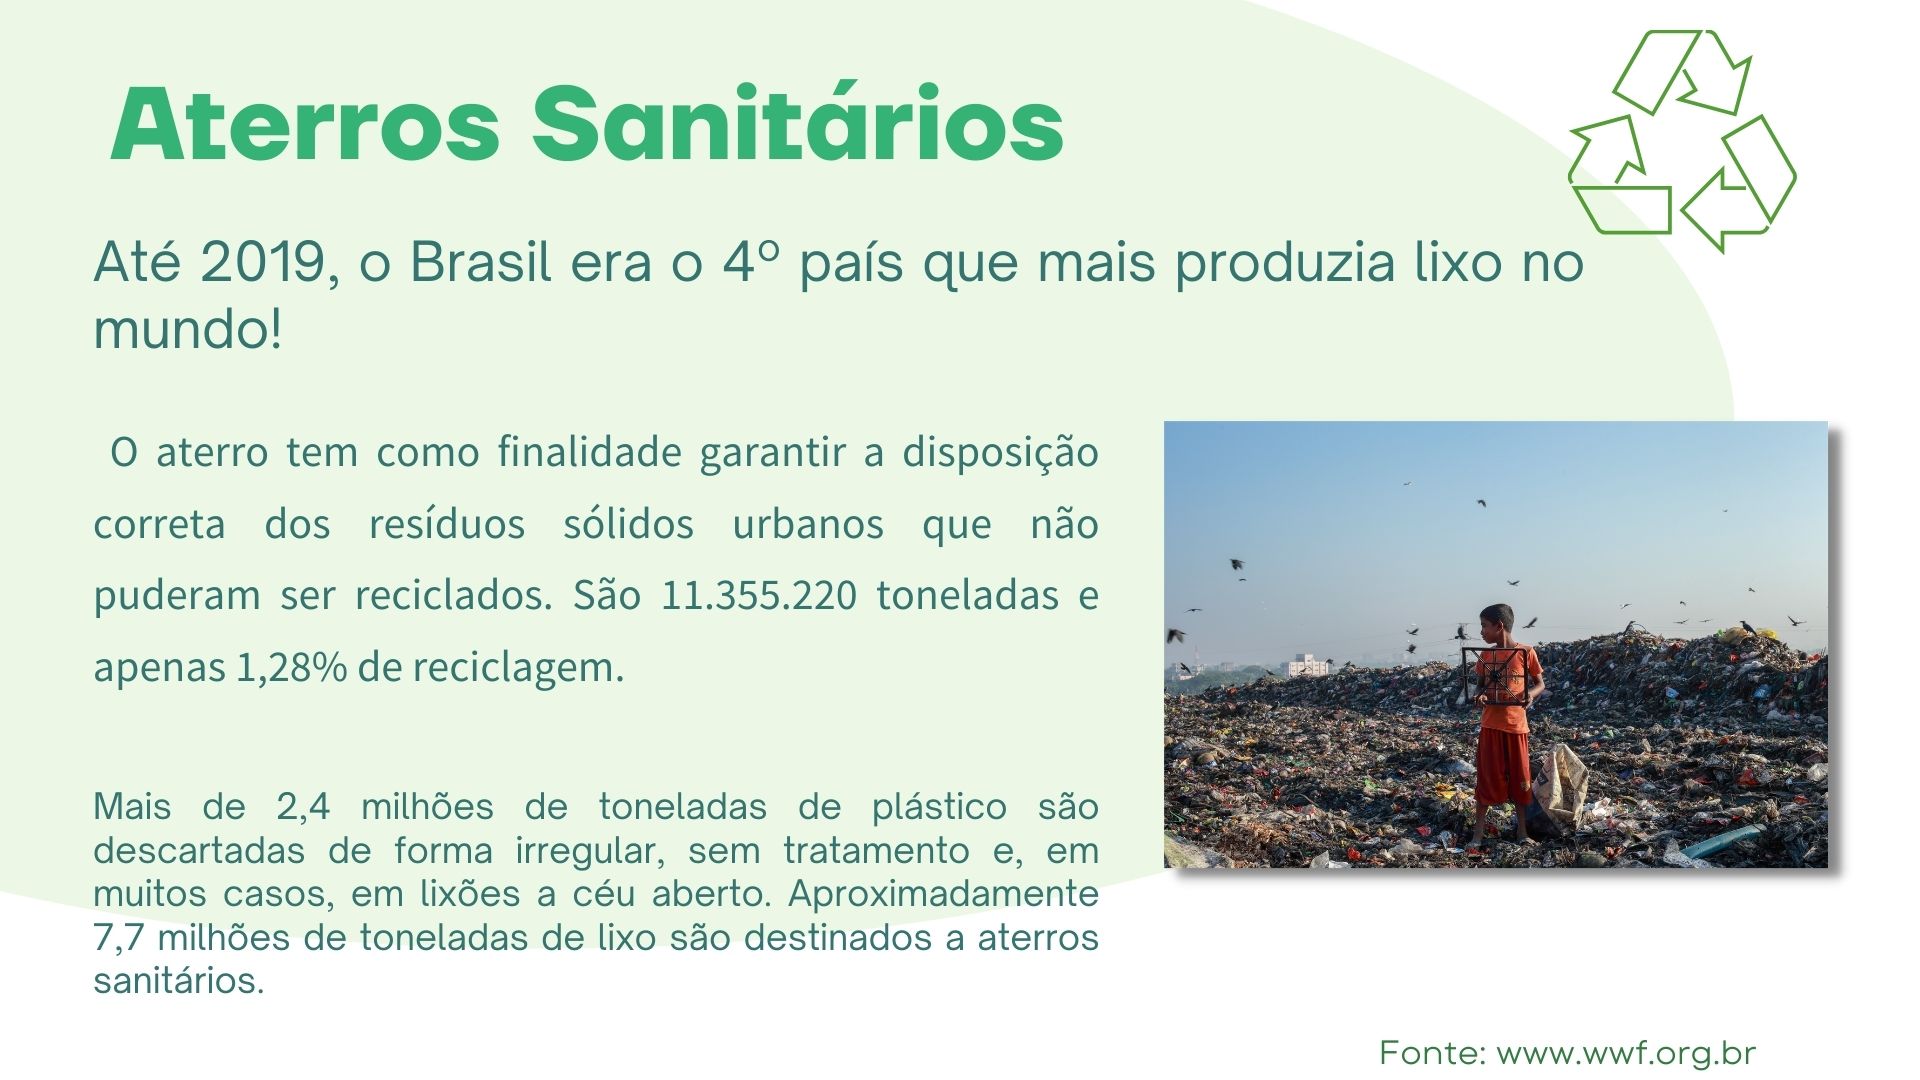 Aterros Sanitários
Até 2019, o Brasil era o 4º país que mais produzia lixo no
mundo!
O aterro tem como finalidade garantir a disposição
correta dos resíduos sólidos urbanos que não
puderam ser reciclados. São 11.355.220 toneladas e
apenas 1,28% de reciclagem.
Mais de 2,4 milhões de toneladas de plástico são
descartadas de forma irregular, sem tratamento e, em
muitos casos, em lixões a céu aberto. Aproximadamente
7,7 milhões de toneladas de lixo são destinados a aterros
sanitários.
Fonte: www.wwf.org.br